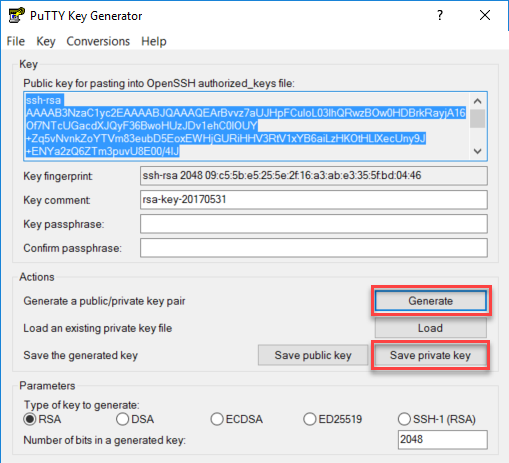 PuTTY Key Generator
?
File Key Conversions Help
Key
Public key for pasting into OpenSSH authorized_keys file:
ssh-rsa
AAAAB3NzaC1yc2EAAAABJQAAAQEArBvvz7aUJHpFCuloL03IhQRwzBOw0HDBrkRayjA16
Of7NTcUGacdXJQyF36BwoHUzJDv1ehC0lOUY
+Zq5vNvnkZoYTVm83eubD5EoxEWHjGURiHHV3RtV1xYB6aiLzHKOtHLlXecUny9J
+ENYa2zQ6ZTm3puvU8E00/4IJ
Key fingerprint: ssh-rsa 2048 09:c5:5b:e5:25:5e:2f:16:a3:ab:e3:35:5f:bd:04:46
Key comment: rsa-key-20170531
Key passphrase:
Confirm passphrase:
Actions
Generate a public/private key pair Generate
Load an existing private key file Load
Save the generated key Save public key Save private key
Parameters
Type of key to generate:
RSA DSA ECDSA ED25519 SSH-1 (RSA)
Number of bits in a generated key: 2048